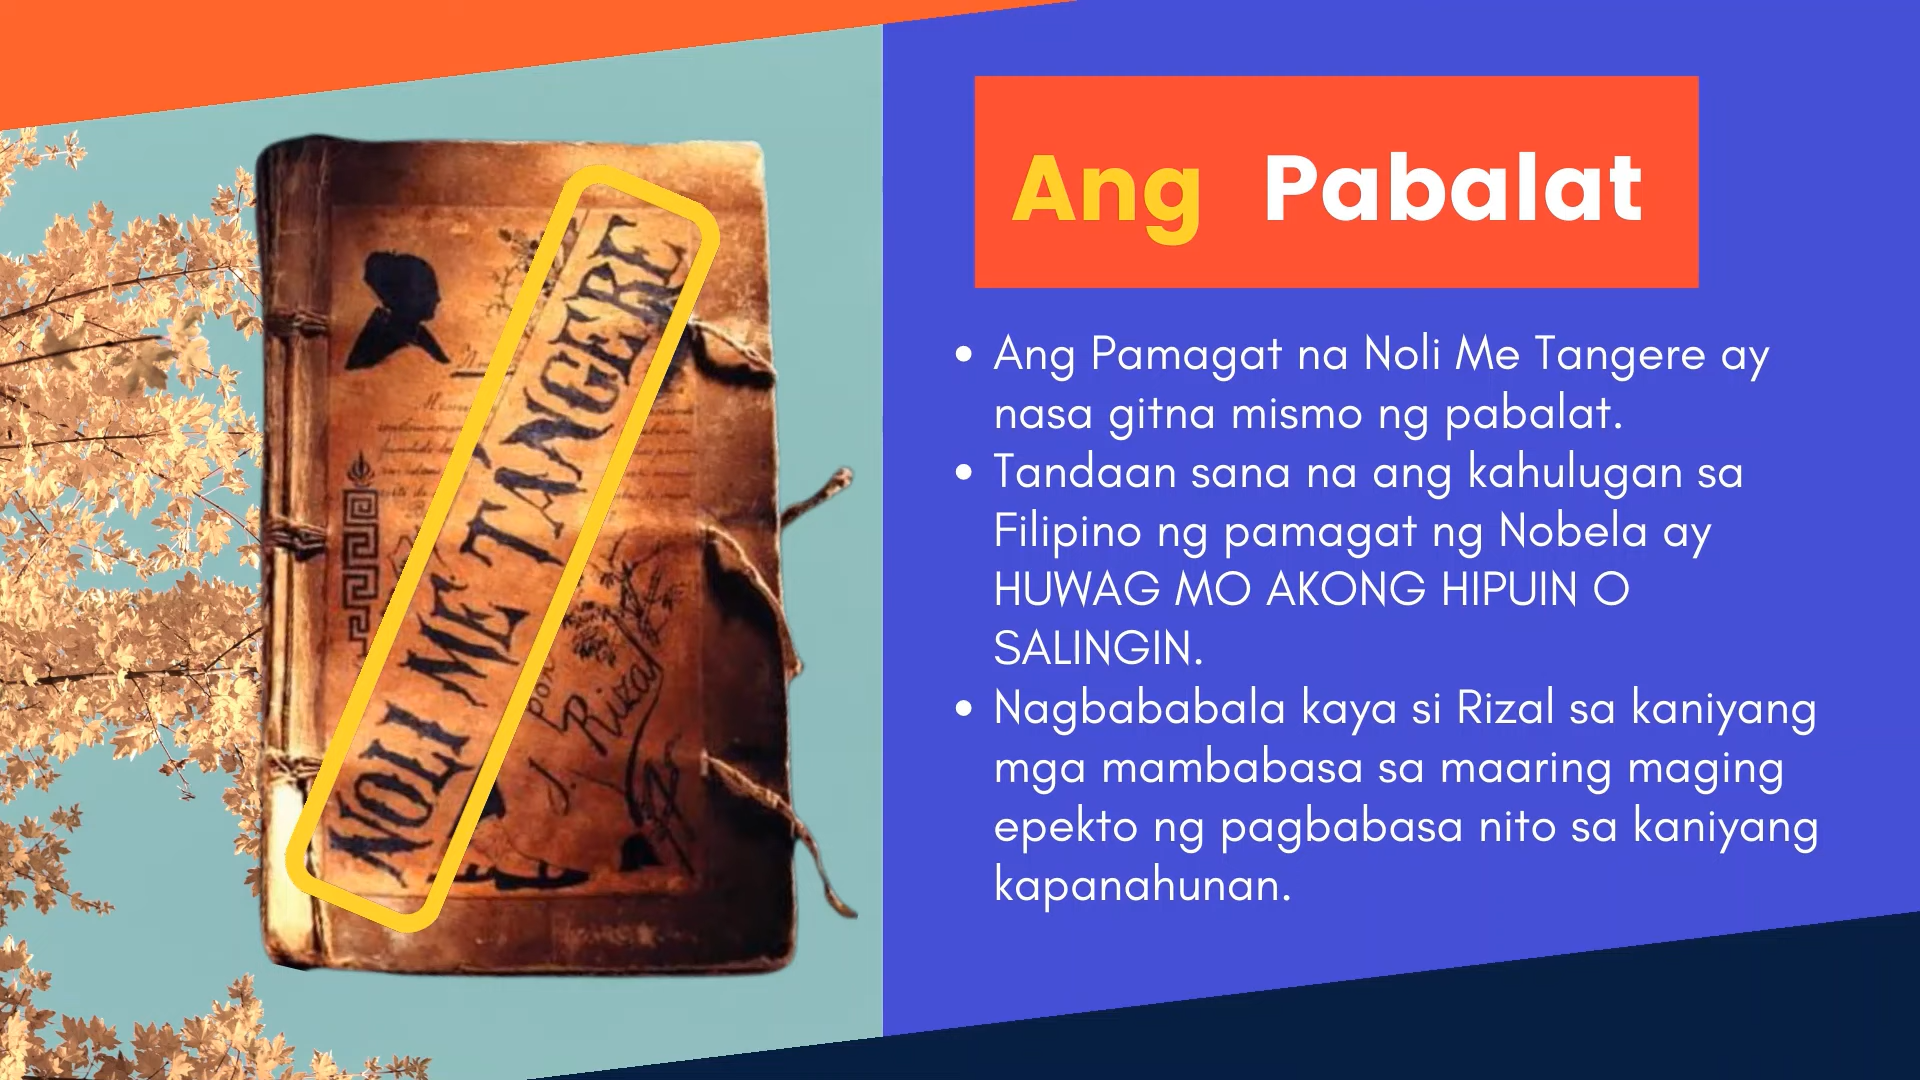 Ang Pabalat
NOLI ME TÁNGERE
por
J. Rizal
• Ang Pamagat na Noli Me Tangere ay
nasa gitna mismo ng pabalat.
• Tandaan sana na ang kahulugan sa
Filipino ng pamagat ng Nobela ay
HUWAG MO AKONG HIPUIN O
SALINGIN.
• Nagbababala kaya si Rizal sa kaniyang
mga mambabasa sa maaring maging
epekto ng pagbabasa nito sa kaniyang
kapanahunan.